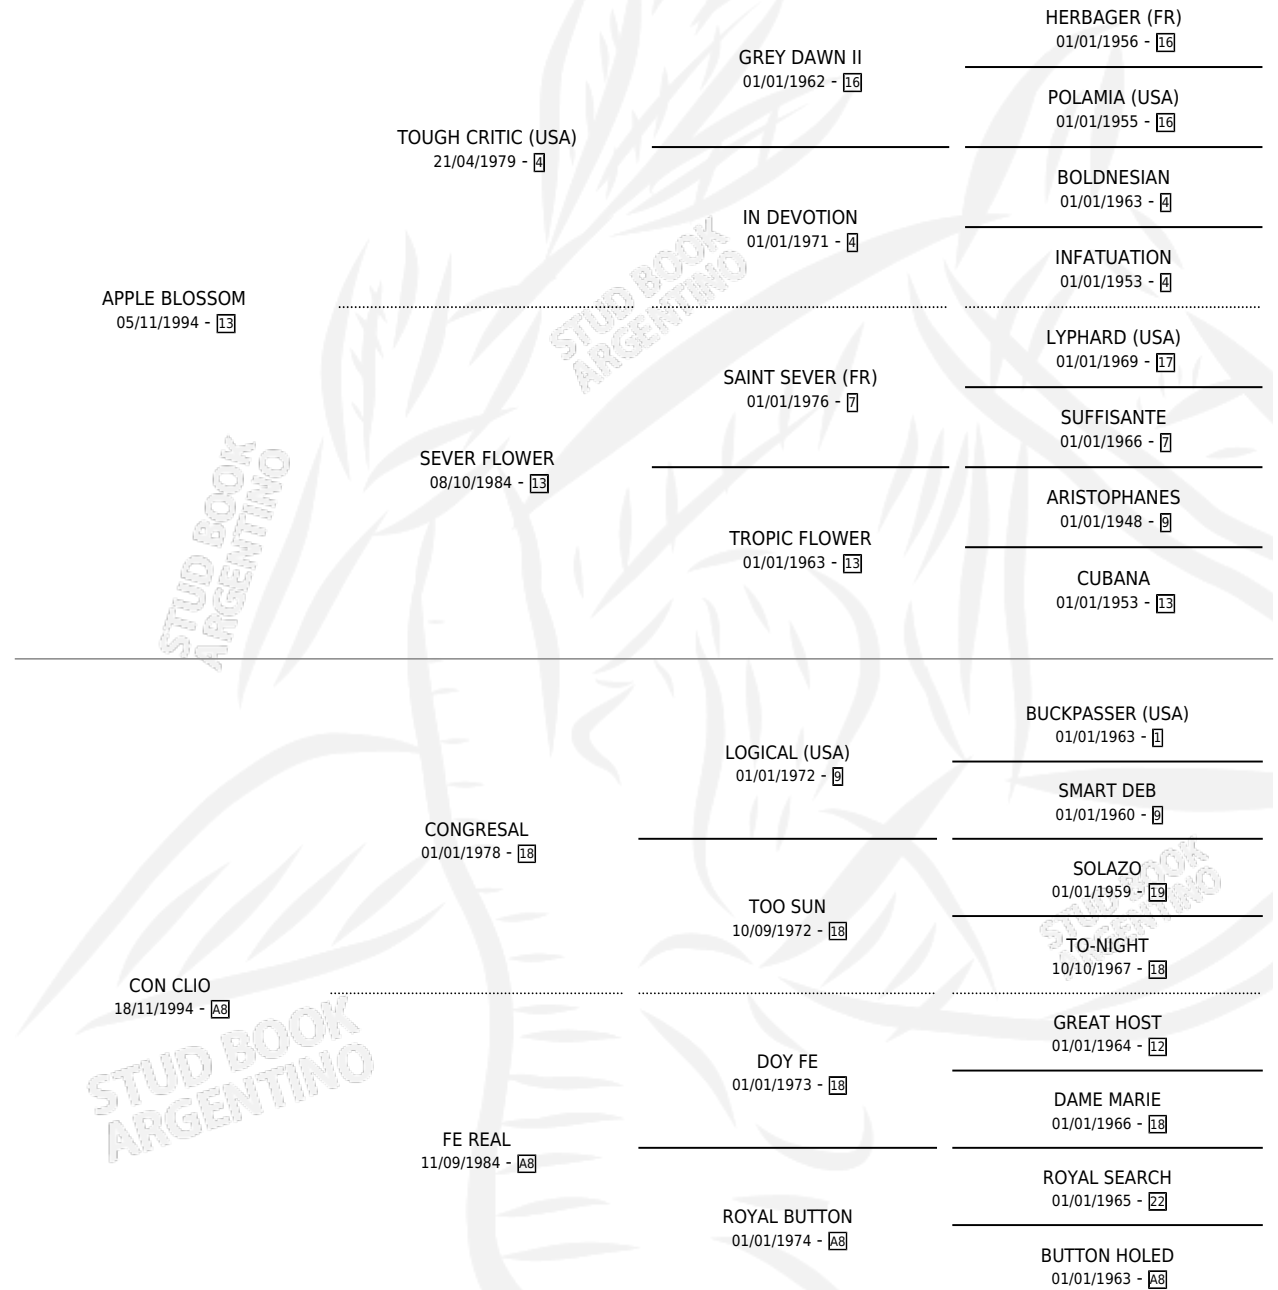 HERBAGER (FR)
01/01/1956 - 16
GREY DAWN II
01/01/1962 - 16
POLAMIA (USA)
01/01/1955 - 16
TOUGH CRITIC (USA)
21/04/1979 - 4
BOLDNESIAN
01/01/1963 - 4
IN DEVOTION
01/01/1971 - 4
INFATUATION
01/01/1953 - 4
APPLE BLOSSOM
05/11/1994 - 13
LYPHARD (USA)
01/01/1969 - 17
SAINT SEVER (FR)
01/01/1976 - 7
SUFFISANTE
01/01/1966 - 7
SEVER FLOWER
08/10/1984 - 13
ARISTOPHANES
01/01/1948 - 9
TROPIC FLOWER
01/01/1963 - 13
CUBANA
01/01/1953 - 13
STUD BOOK
ARGENTINO
STUD BOOK
ARGENTINO
BUCKPASSER (USA)
01/01/1963 - 1
LOGICAL (USA)
01/01/1972 - 9
SMART DEB
01/01/1960 - 9
CONGRESAL
01/01/1978 - 18
SOLAZO
01/01/1959 - 19
TOO SUN
10/09/1972 - 18
TO-NIGHT
10/10/1967 - 18
CON CLIO
18/11/1994 - A8
GREAT HOST
01/01/1964 - 12
DOY FE
01/01/1973 - 18
DAME MARIE
01/01/1966 - 18
FE REAL
11/09/1984 - A8
ROYAL SEARCH
01/01/1965 - 22
ROYAL BUTTON
01/01/1974 - A8
BUTTON HOLED
01/01/1963 - A8
STUD BOOK
ARGENTINO
STUD BOOK
ARGENTINO